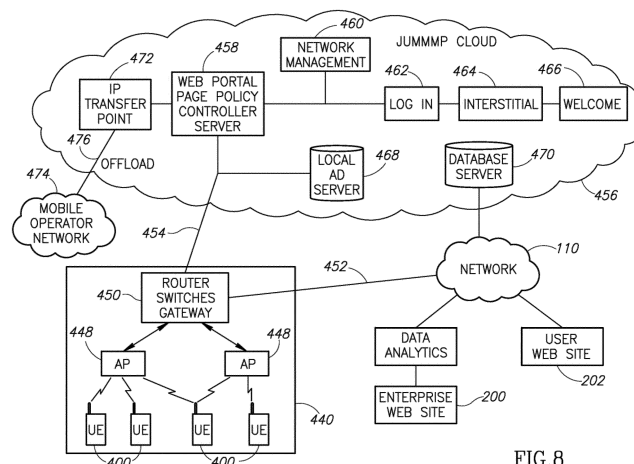 472
458
460
JUMMMP CLOUD
NETWORK
MANAGEMENT
462
464
466
IP
TRANSFER
POINT
WEB PORTAL
PAGE POLICY
CONTROLLER
SERVER
LOG IN
INTERSTITIAL
WELCOME
476
OFFLOAD
474
MOBILE
OPERATOR
NETWORK
LOCAL
AD
SERVER
468
DATABASE
SERVER
470
456
454
452
NETWORK
110
450
ROUTER
SWITCHES
GATEWAY
448
AP
AP
448
DATA
ANALYTICS
USER
WEB SITE
202
ENTERPRISE
WEB SITE
200
UE
UE
UE
UE
440
400
400
FIG.8